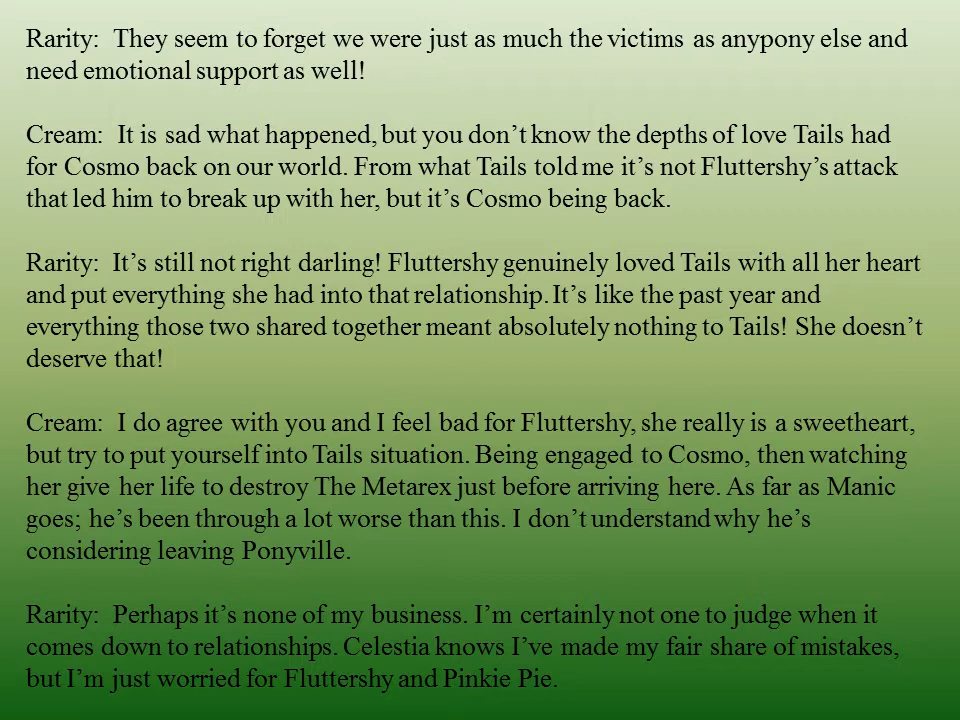 Rarity:  They seem to forget we were just as much the victims as anypony else and
need emotional support as well!
Cream:  It is sad what happened, but you don’t know the depths of love Tails had
for Cosmo back on our world. From what Tails told me it’s not Fluttershy’s attack
that led him to break up with her, but it’s Cosmo being back.
Rarity:  It’s still not right darling! Fluttershy genuinely loved Tails with all her heart
and put everything she had into that relationship. It’s like the past year and
everything those two shared together meant absolutely nothing to Tails! She doesn’t
deserve that!
Cream:  I do agree with you and I feel bad for Fluttershy, she really is a sweetheart,
but try to put yourself into Tails situation. Being engaged to Cosmo, then watching
her give her life to destroy The Metarex just before arriving here. As far as Manic
goes; he’s been through a lot worse than this. I don’t understand why he’s
considering leaving Ponyville.
Rarity:  Perhaps it’s none of my business. I’m certainly not one to judge when it
comes down to relationships. Celestia knows I’ve made my fair share of mistakes,
but I’m just worried for Fluttershy and Pinkie Pie.